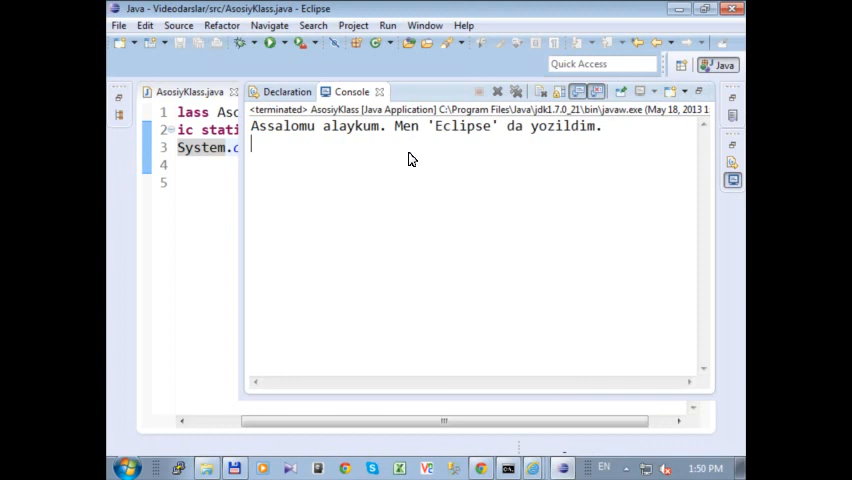 Java - Videodarslar/src/AsosiyKlass.java - Eclipse
File Edit Source Refactor Navigate Search Project Run Window Help
Quick Access
Java
AsosiyKlass.java
Declaration
Console
<terminated> AsosiyKlass [Java Application] C:\Program Files\Java\jdk1.7.0_21\bin\javaw.exe (May 18, 2013 1
1 lass Aso
2 ic stati
3 System.o
4
5
Assalomu alaykum. Men 'Eclipse' da yozildim.
EN
1:50 PM